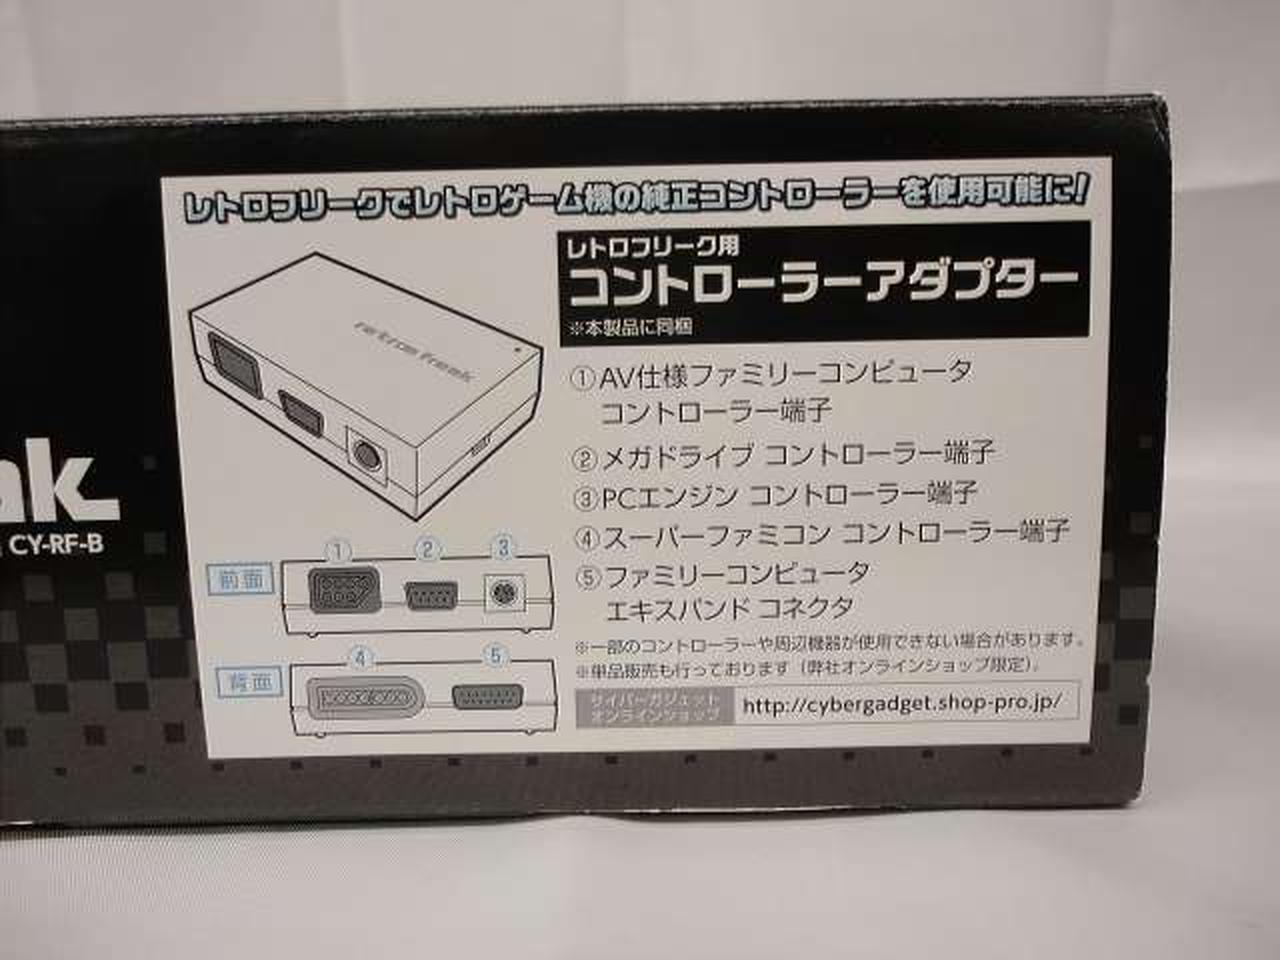 レトロフリークでレトロゲーム機の純正コントローラーを使用可能に!
レトロフリーク用
コントローラーアダプター
※本製品に同梱
retron freak
①AV仕様ファミリーコンピュータ
コントローラー端子
②メガドライブ コントローラー端子
③PCエンジン コントローラー端子
④スーパーファミコン コントローラー端子
⑤ファミリーコンピュータ
エキスパンド コネクタ
※一部のコントローラーや周辺機器が使用できない場合があります。
※単品販売も行っております(弊社オンラインショップ限定)。
サイバーガジェット
オンラインショップ
http://cybergadget.shop-pro.jp/
前面
① ② ③
背面
④ ⑤
ak
CY-RF-B